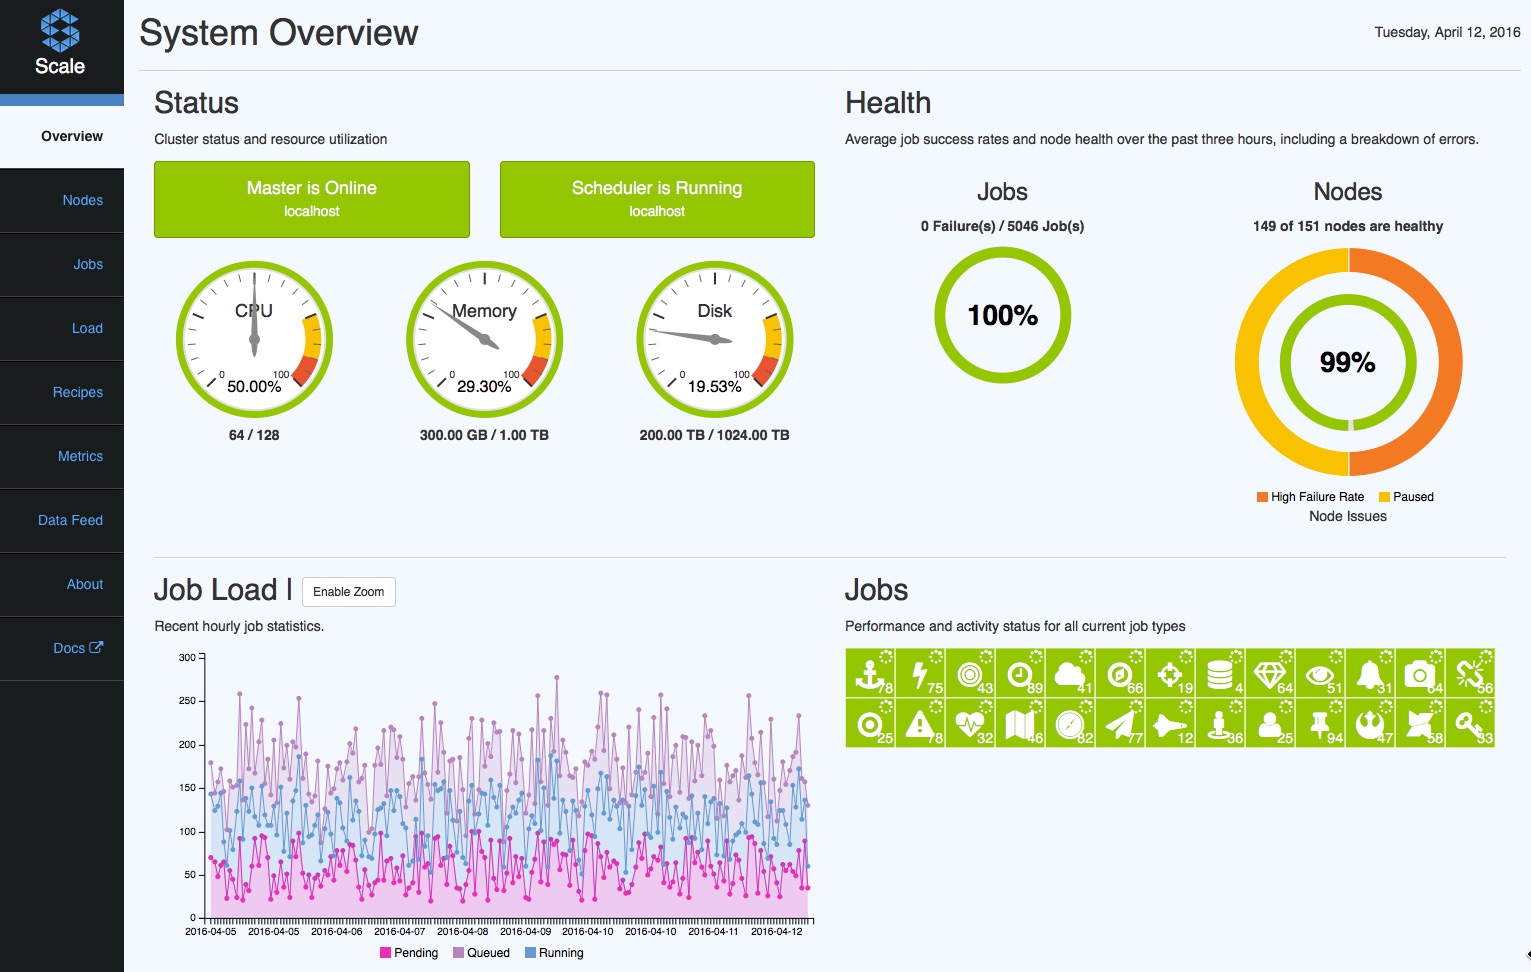 Scale
Overview
Nodes
Jobs
Load
Recipes
Metrics
Data Feed
About
Docs
System Overview
Tuesday, April 12, 2016
Status
Cluster status and resource utilization
Master is Online
localhost
Scheduler is Running
localhost
CPU
0 100
50.00%
64 / 128
Memory
0 100
29.30%
300.00 GB / 1.00 TB
Disk
0 100
19.53%
200.00 TB / 1024.00 TB
Health
Average job success rates and node health over the past three hours, including a breakdown of errors.
Jobs
0 Failure(s) / 5046 Job(s)
100%
Nodes
149 of 151 nodes are healthy
99%
High Failure Rate Paused
Node Issues
Job Load |
Enable Zoom
Recent hourly job statistics.
300
250
200
150
100
50
0
2016-04-05 2016-04-05 2016-04-06 2016-04-07 2016-04-08 2016-04-09 2016-04-10 2016-04-10 2016-04-11 2016-04-12
Pending Queued Running
Jobs
Performance and activity status for all current job types
78 75 43 89 41 66 19 4 64 51 31 64 56
25 78 32 46 82 77 12 36 25 94 47 58 33